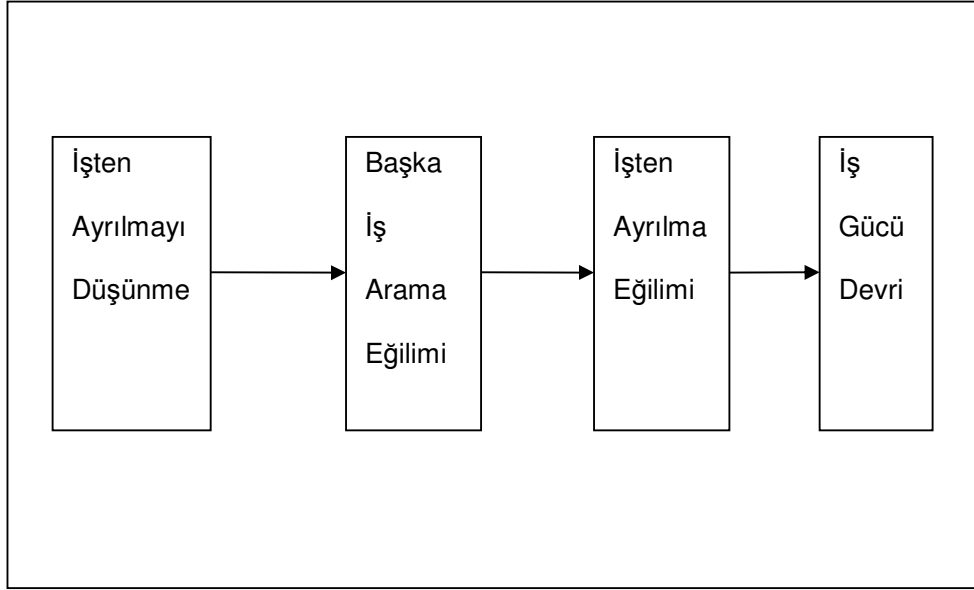 İşten
Ayrılmayı
Düşünme
Başka
İş
Arama
Eğilimi
İşten
Ayrılma
Eğilimi
İş
Gücü
Devri